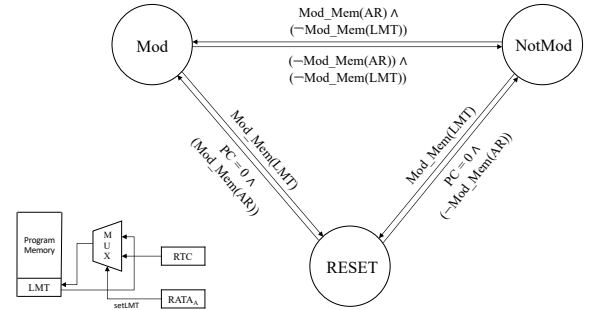 Mod_Mem(AR) ∧
(¬Mod_Mem(LMT))
Mod
NotMod
(¬Mod_Mem(AR)) ∧
(¬Mod_Mem(LMT))
Mod_Mem(LMT)
PC = 0 ∧
(Mod_Mem(AR))
Mod_Mem(LMT)
PC = 0 ∧
(¬Mod_Mem(AR))
RESET
Program
Memory
LMT
M
U
X
RTC
RATA_A
setLMT